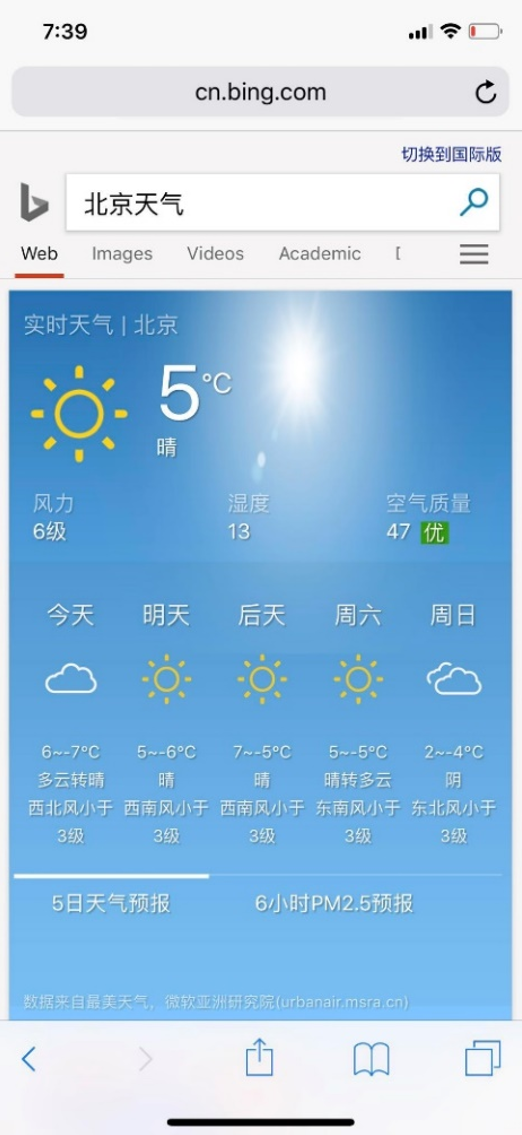 7:39
cn.bing.com
切换到国际版
北京天气
Web Images Videos Academic
实时天气 | 北京
5°C
晴
风力 湿度 空气质量
6级 13 47 优
今天 明天 后天 周六 周日
6~-7°C 5~-6°C 7~-5°C 5~-5°C 2~-4°C
多云转晴 晴 晴 晴转多云 阴
西北风小于 西南风小于 西南风小于 东南风小于 东北风小于
3级 3级 3级 3级 3级
5日天气预报 6小时PM2.5预报
数据来自最美天气，微软亚洲研究院(urbanair.msra.cn)